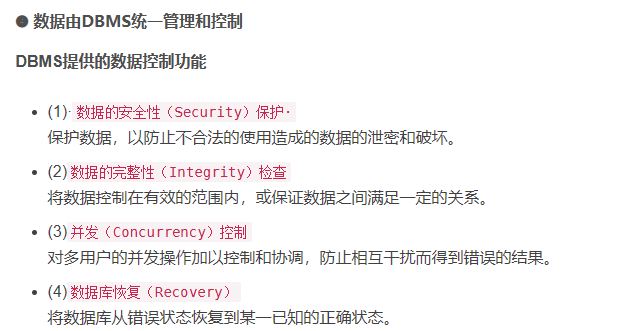 ● 数据由DBMS统一管理和控制
DBMS提供的数据控制功能
• (1)· 数据的安全性（Security）保护·
保护数据，以防止不合法的使用造成的数据的泄密和破坏。
• (2) 数据的完整性（Integrity）检查
将数据控制在有效的范围内，或保证数据之间满足一定的关系。
• (3) 并发（Concurrency）控制
对多用户的并发操作加以控制和协调，防止相互干扰而得到错误的结果。
• (4) 数据库恢复（Recovery）
将数据库从错误状态恢复到某一已知的正确状态。